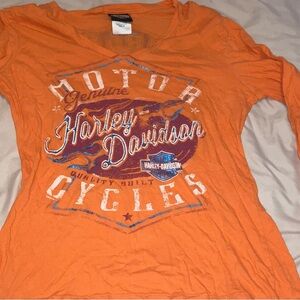 MOTOR
Genuine
Harley
Davidson
HARLEY-DAVIDSON
QUALITY BUILT
CYCLES